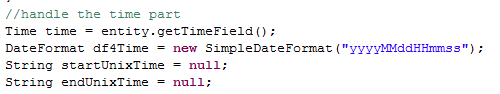 //handle the time part
Time time = entity.getTimeField();
DateFormat df4Time = new SimpleDateFormat("yyyyMMddHHmmss");
String startUnixTime = null;
String endUnixTime = null;